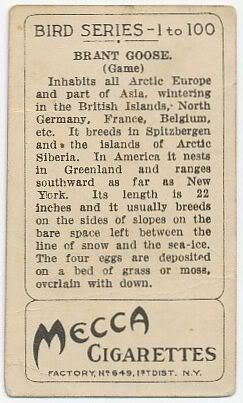 BIRD SERIES - 1 to 100
BRANT GOOSE.
(Game)
Inhabits all Arctic Europe
and part of Asia, wintering
in the British Islands, North
Germany, France, Belgium,
etc. It breeds in Spitzbergen
and the islands of Arctic
Siberia. In America it nests
in Greenland and ranges
southward as far as New
York. Its length is 22
inches and it usually breeds
on the sides of slopes on the
bare space left between the
line of snow and the sea-ice.
The four eggs are deposited
on a bed of grass or moss,
overlain with down.
MECCA
CIGARETTES
FACTORY, No 649, 1st DIST. N.Y.